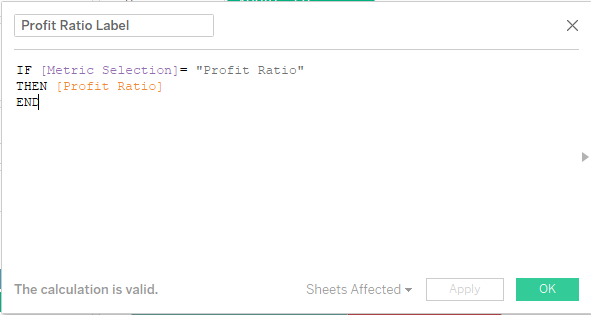 Profit Ratio Label
IF [Metric Selection]= "Profit Ratio"
THEN [Profit Ratio]
END
The calculation is valid.
Sheets Affected
Apply
OK